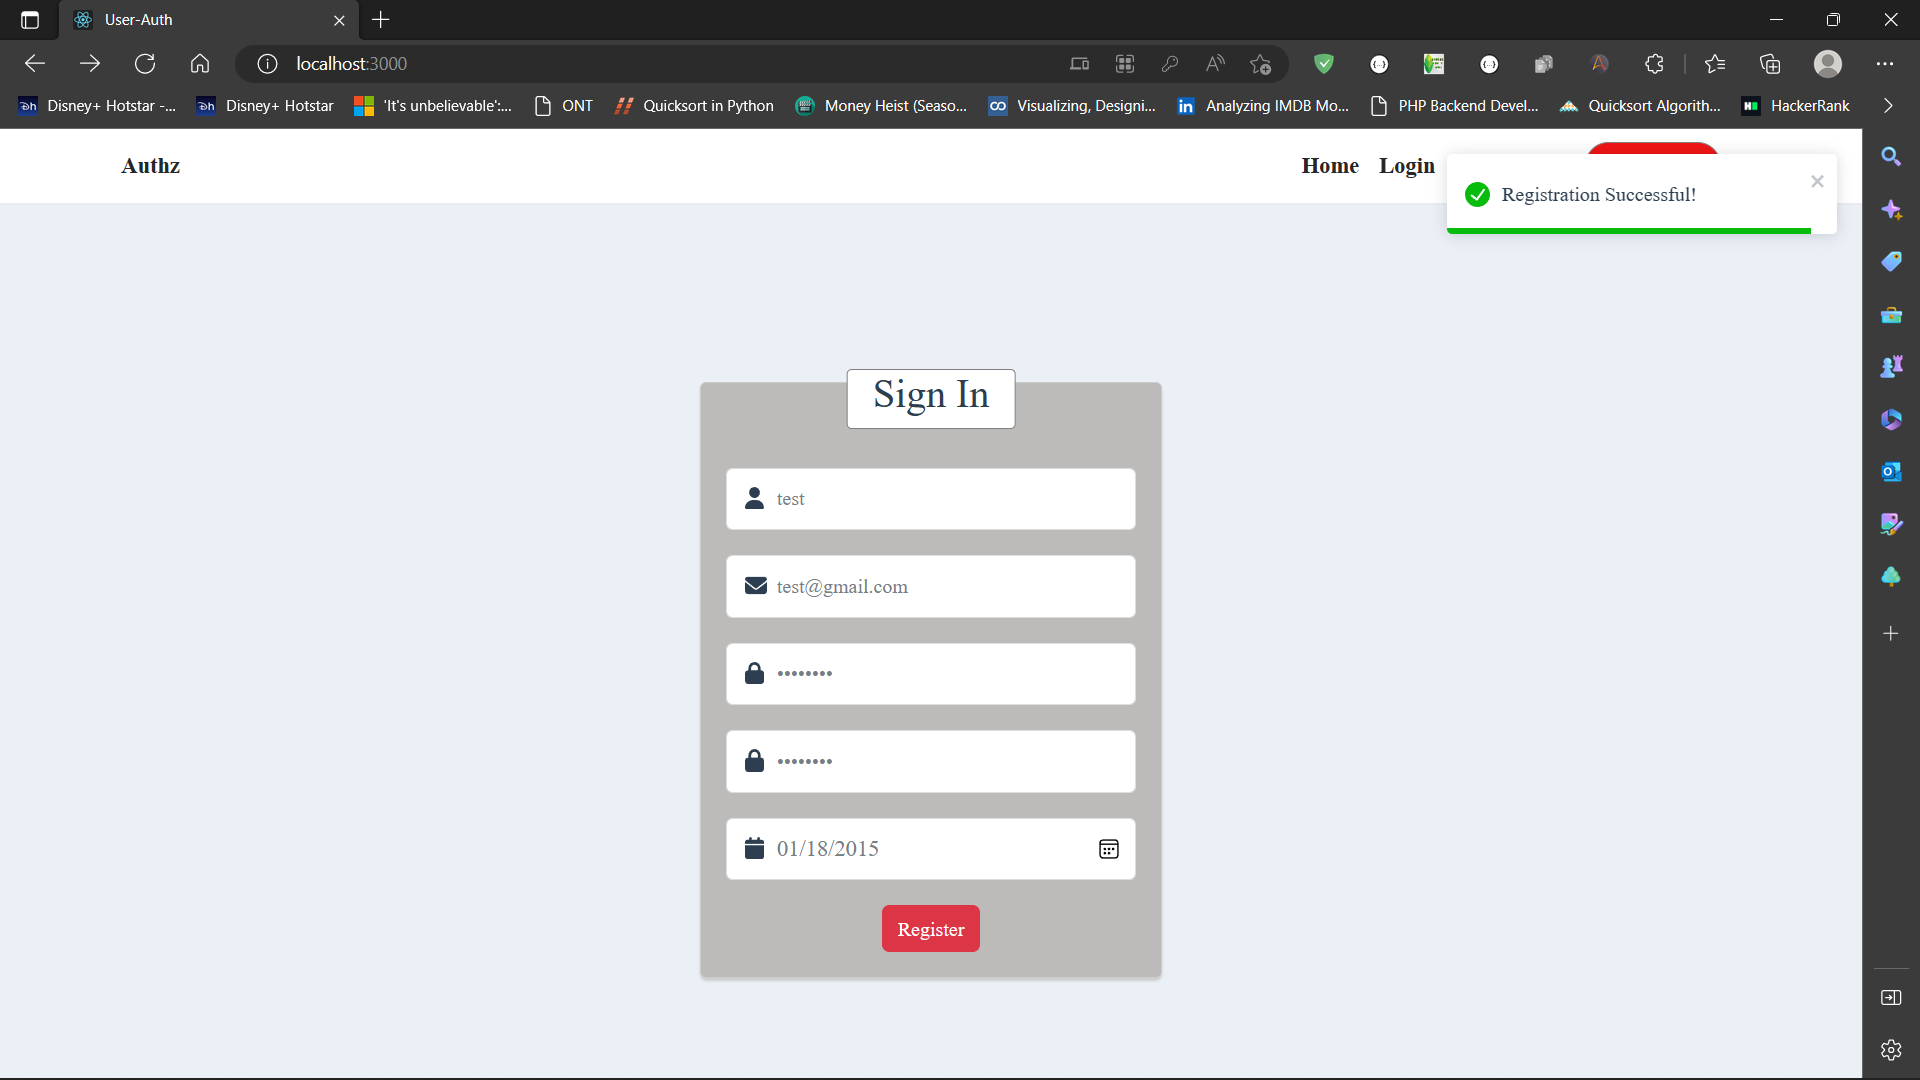 User-Auth
localhost:3000
Disney+ Hotstar -... Disney+ Hotstar 'It's unbelievable':... ONT Quicksort in Python Money Heist (Seaso... Visualizing, Designi... Analyzing IMDB Mo... PHP Backend Devel... Quicksort Algorith... HackerRank
Authz Home Login
Registration Successful!
Sign In
test
test@gmail.com
••••••••
••••••••
01/18/2015
Register